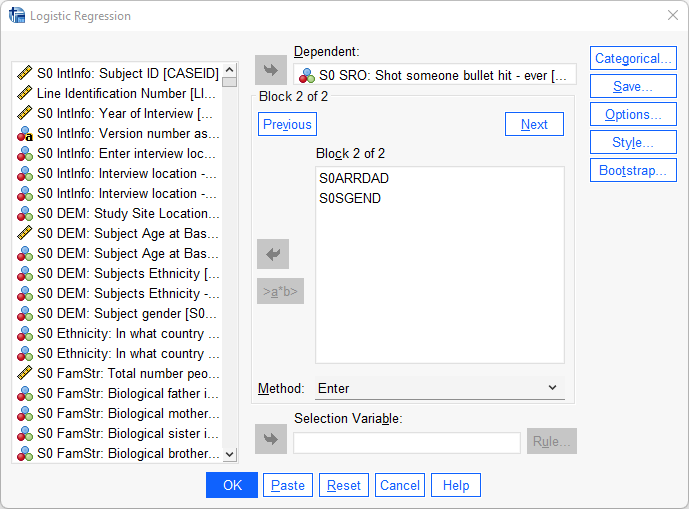 Logistic Regression
S0 IntInfo: Subject ID [CASEID]
Line Identification Number [LI...
S0 IntInfo: Year of Interview [...
S0 IntInfo: Version number as...
S0 IntInfo: Enter interview loc...
S0 IntInfo: Interview location -...
S0 IntInfo: Interview location -...
S0 DEM: Study Site Location...
S0 DEM: Subject Age at Bas...
S0 DEM: Subject Age at Bas...
S0 DEM: Subjects Ethnicity [...
S0 DEM: Subjects Ethnicity -...
S0 DEM: Subject gender [S0...
S0 Ethnicity: In what country ...
S0 Ethnicity: In what country ...
S0 FamStr: Total number peo...
S0 FamStr: Biological father i...
S0 FamStr: Biological mother...
S0 FamStr: Biological sister i...
S0 FamStr: Biological brother...
Dependent:
S0 SRO: Shot someone bullet hit - ever [...
Block 2 of 2
Previous
Next
Block 2 of 2
S0ARRDAD
S0SGEND
>a*b>
Method:
Enter
Selection Variable:
Rule...
Categorical...
Save...
Options...
Style...
Bootstrap...
OK
Paste
Reset
Cancel
Help